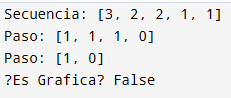 Secuencia: [3, 2, 2, 1, 1]
Paso: [1, 1, 1, 0]
Paso: [1, 0]
?Es Grafica? False